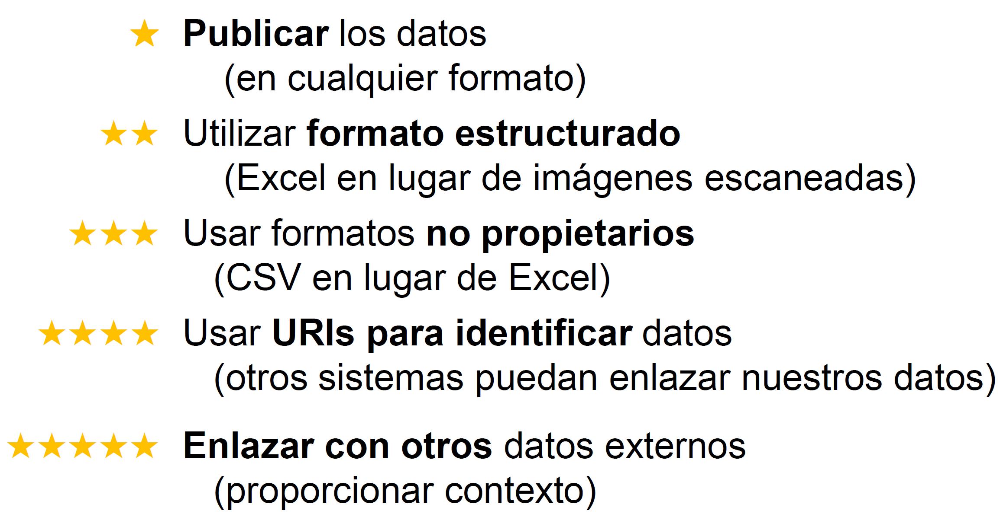 ★ Publicar los datos
(en cualquier formato)
★★ Utilizar formato estructurado
(Excel en lugar de imágenes escaneadas)
★★★ Usar formatos no propietarios
(CSV en lugar de Excel)
★★★★ Usar URIs para identificar datos
(otros sistemas puedan enlazar nuestros datos)
★★★★★ Enlazar con otros datos externos
(proporcionar contexto)